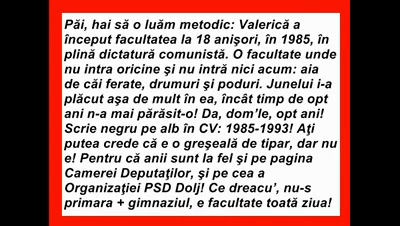 Păi, hai să o luăm metodic: Valerică a
început facultatea la 18 anişori, în 1985, în
plină dictatură comunistă. O facultate unde
nu intra oricine şi nu intră nici acum: aia
de căi ferate, drumuri şi poduri. Junelui i-a
plăcut aşa de mult în ea, încât timp de opt
ani n-a mai părăsit-o! Da, dom’le, opt ani!
Scrie negru pe alb în CV: 1985-1993! Aţi
putea crede că e o greşeală de tipar, dar nu
e! Pentru că anii sunt la fel şi pe pagina
Camerei Deputaţilor, şi pe cea a
Organizaţiei PSD Dolj! Ce dreacu’, nu-s
primara + gimnaziul, e facultate toată ziua!